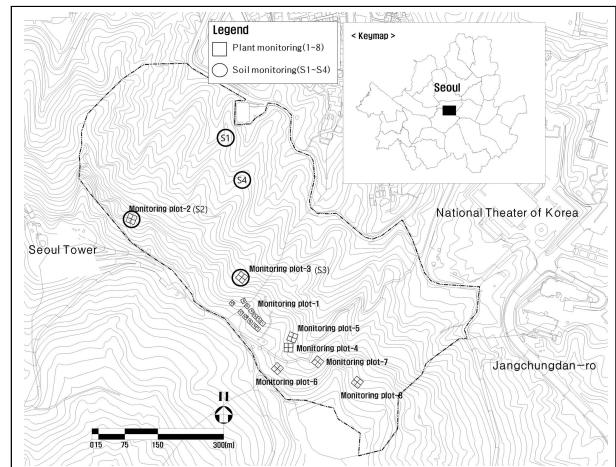 Legend
Plant monitoring(1~8)
Soil monitoring(S1~S4)
< Keymap >
Seoul
S1
S4
Monitoring plot-2 (S2)
National Theater of Korea
Seoul Tower
Monitoring plot-3 (S3)
Monitoring plot-1
Monitoring plot-5
Monitoring plot-4
Monitoring plot-7
Jangchungdan-ro
Monitoring plot-6
Monitoring plot-8
015 75 150 300(m)